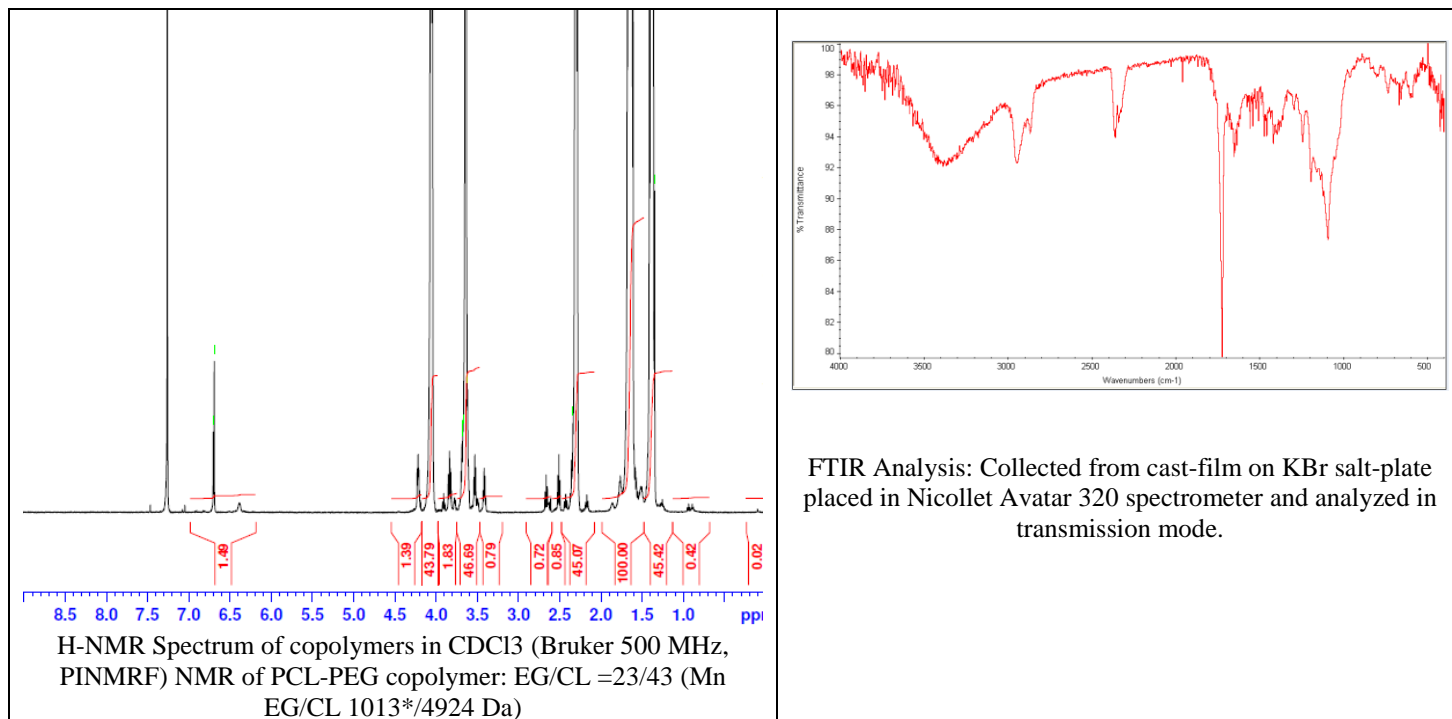 1.49
1.39
43.79
1.83
46.69
0.79
0.72
0.85
45.07
100.00
45.42
0.42
0.02
8.5 8.0 7.5 7.0 6.5 6.0 5.5 5.0 4.5 4.0 3.5 3.0 2.5 2.0 1.5 1.0 ppı
H-NMR Spectrum of copolymers in CDCl3 (Bruker 500 MHz,
PINMRF) NMR of PCL-PEG copolymer: EG/CL =23/43 (Mn
EG/CL 1013*/4924 Da)
100
98
96
94
92
90
88
86
84
82
80
% Transmittance
4000 3500 3000 2500 2000 1500 1000 500
Wavenumbers (cm-1)
FTIR Analysis: Collected from cast-film on KBr salt-plate
placed in Nicollet Avatar 320 spectrometer and analyzed in
transmission mode.